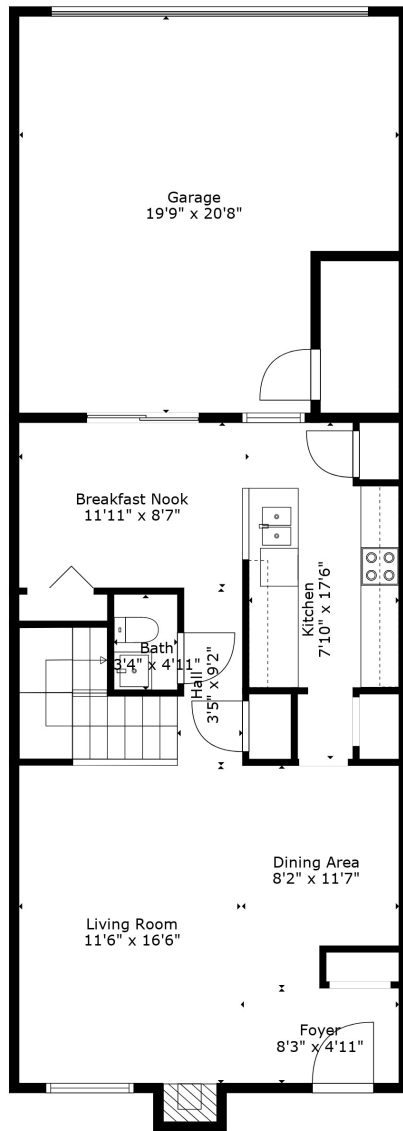 Garage
19'9" x 20'8"
Breakfast Nook
11'11" x 8'7"
Kitchen
7'10" x 17'6"
Bath
3'4" x 4'11"
Hall
3'5" x 9'2"
Dining Area
8'2" x 11'7"
Living Room
11'6" x 16'6"
Foyer
8'3" x 4'11"